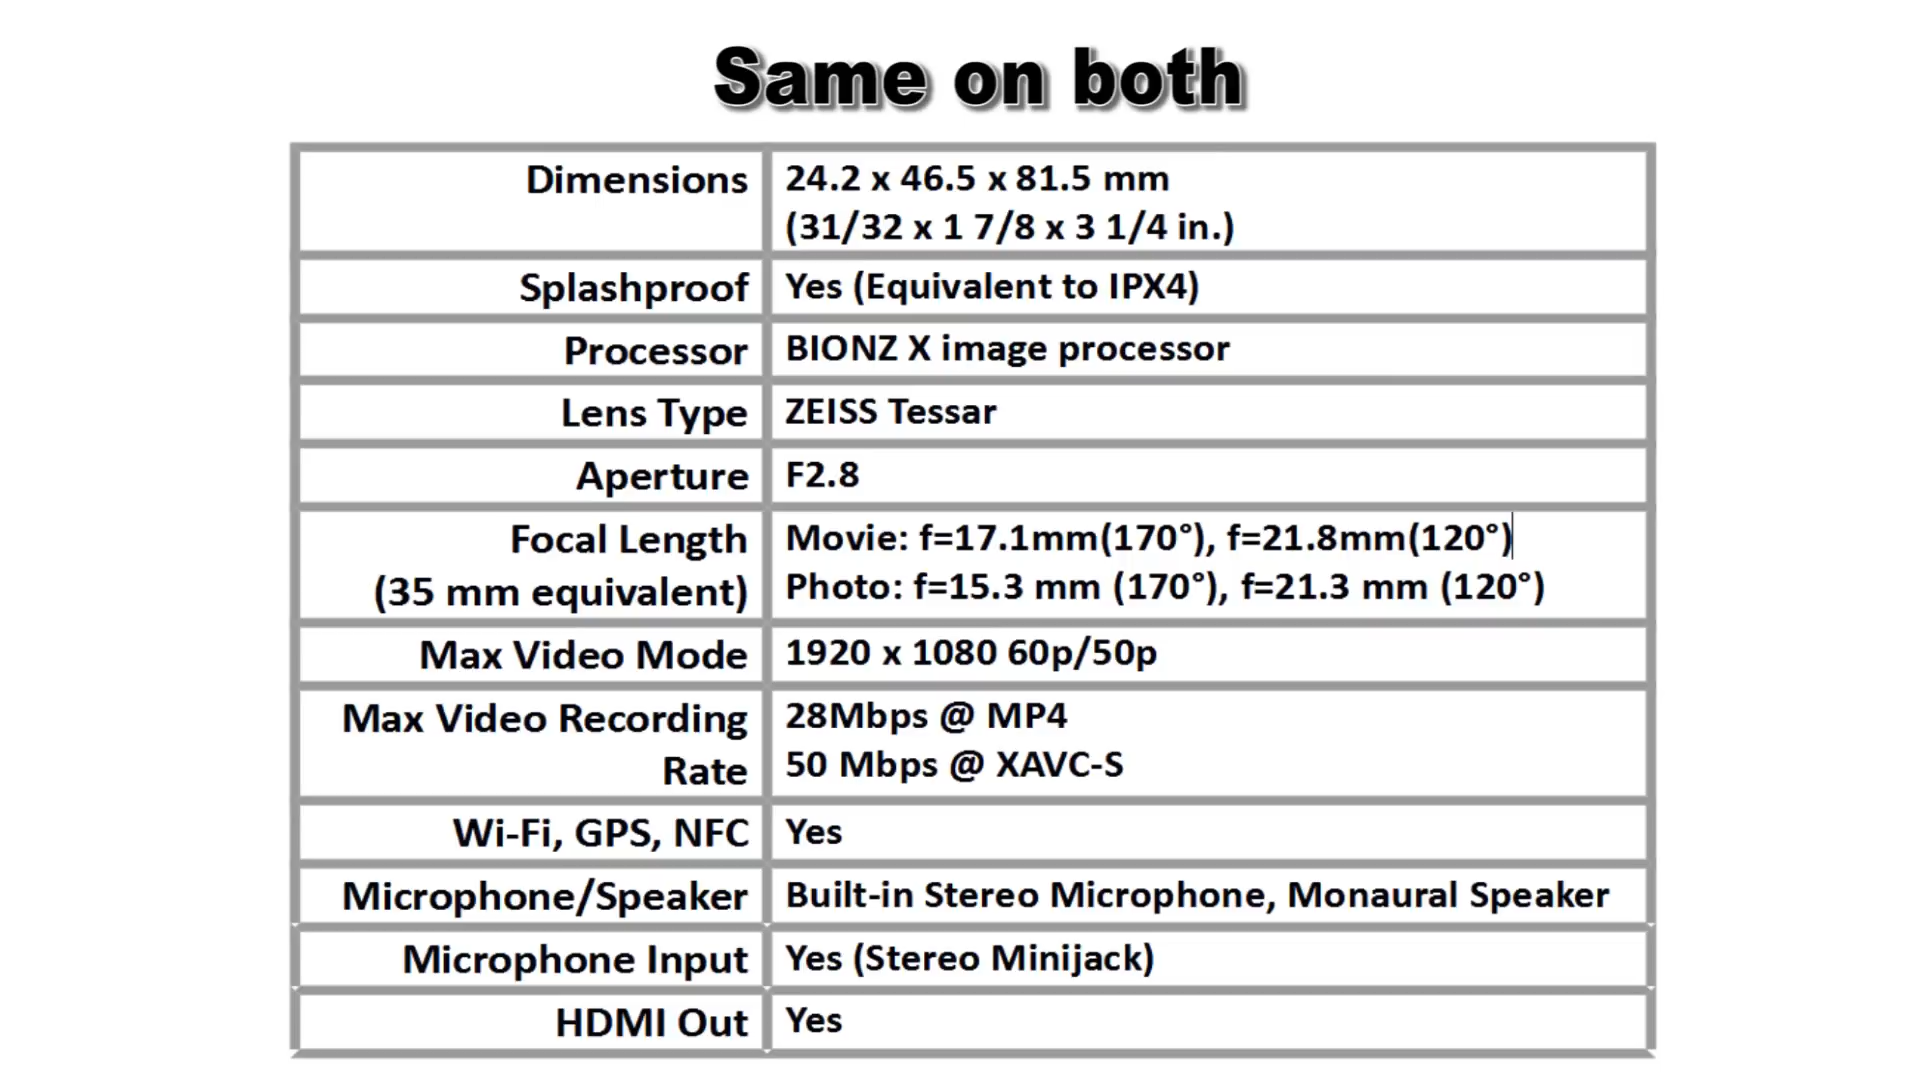 Same on both
Dimensions
24.2 x 46.5 x 81.5 mm
(31/32 x 1 7/8 x 3 1/4 in.)
Splashproof
Yes (Equivalent to IPX4)
Processor
BIONZ X image processor
Lens Type
ZEISS Tessar
Aperture
F2.8
Focal Length
(35 mm equivalent)
Movie: f=17.1mm(170°), f=21.8mm(120°)
Photo: f=15.3 mm (170°), f=21.3 mm (120°)
Max Video Mode
1920 x 1080 60p/50p
Max Video Recording
Rate
28Mbps @ MP4
50 Mbps @ XAVC-S
Wi-Fi, GPS, NFC
Yes
Microphone/Speaker
Built-in Stereo Microphone, Monaural Speaker
Microphone Input
Yes (Stereo Minijack)
HDMI Out
Yes